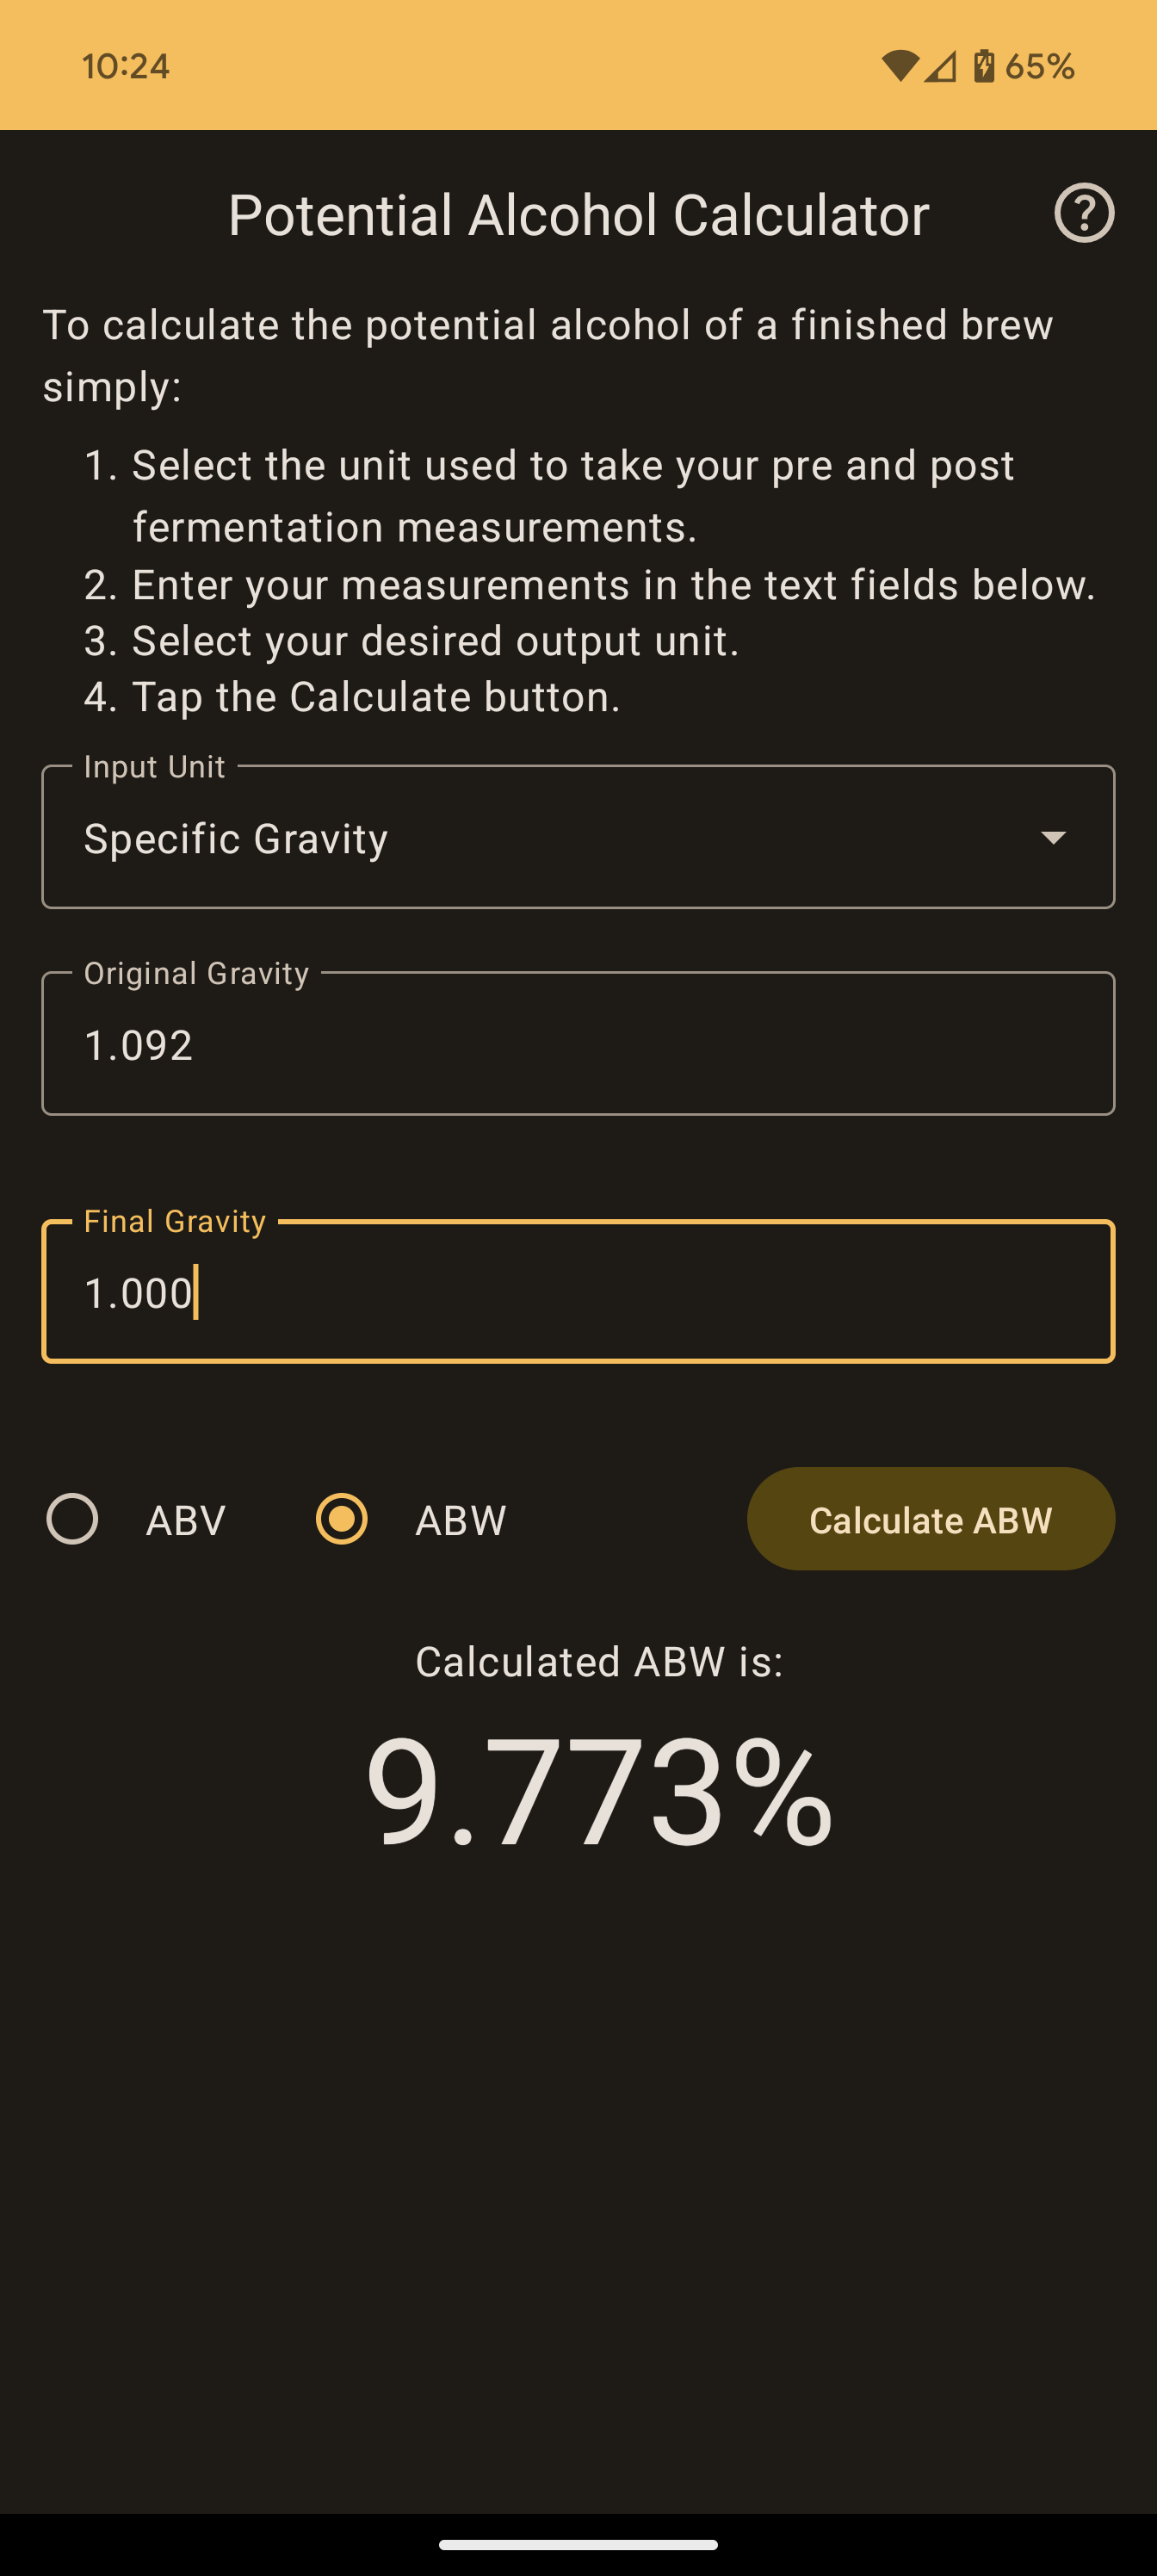 10:24
65%
Potential Alcohol Calculator
To calculate the potential alcohol of a finished brew
simply:
1. Select the unit used to take your pre and post
fermentation measurements.
2. Enter your measurements in the text fields below.
3. Select your desired output unit.
4. Tap the Calculate button.
Input Unit
Specific Gravity
Original Gravity
1.092
Final Gravity
1.000
ABV
ABW
Calculate ABW
Calculated ABW is:
9.773%